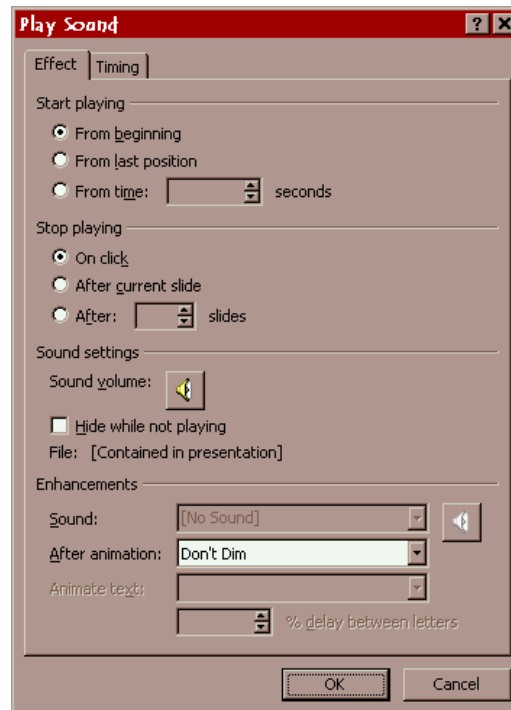 Play Sound
Effect Timing
Start playing
From beginning
From last position
From time: seconds
Stop playing
On click
After current slide
After: slides
Sound settings
Sound volume:
Hide while not playing
File: [Contained in presentation]
Enhancements
Sound: [No Sound]
After animation: Don't Dim
Animate text:
% delay between letters
OK Cancel